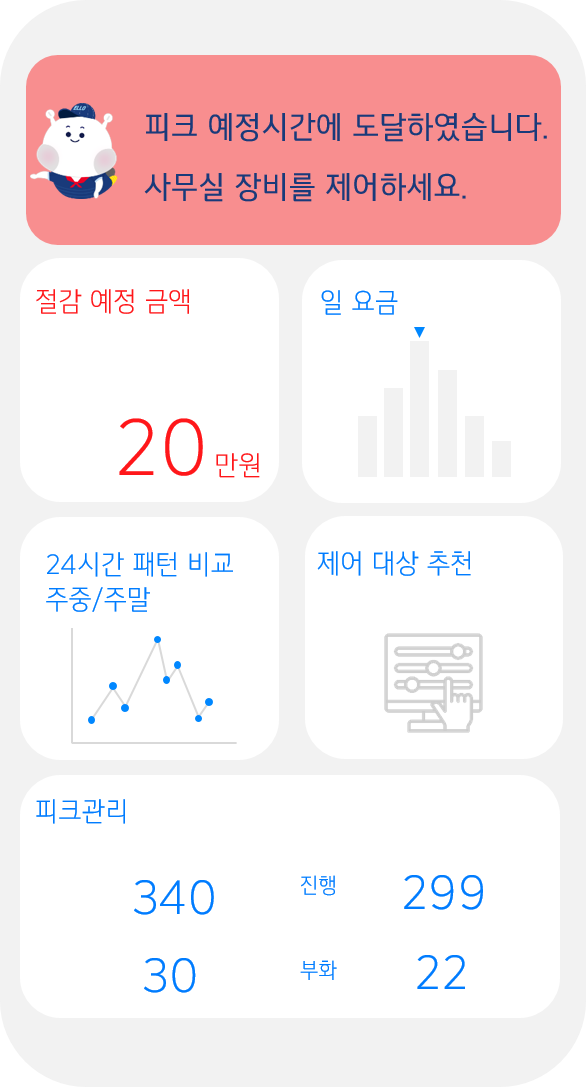 ELLO
피크 예정시간에 도달하였습니다.
사무실 장비를 제어하세요.
절감 예정 금액
20 만원
일 요금
24시간 패턴 비교
주중/주말
제어 대상 추천
피크관리
340 진행 299
30 부화 22